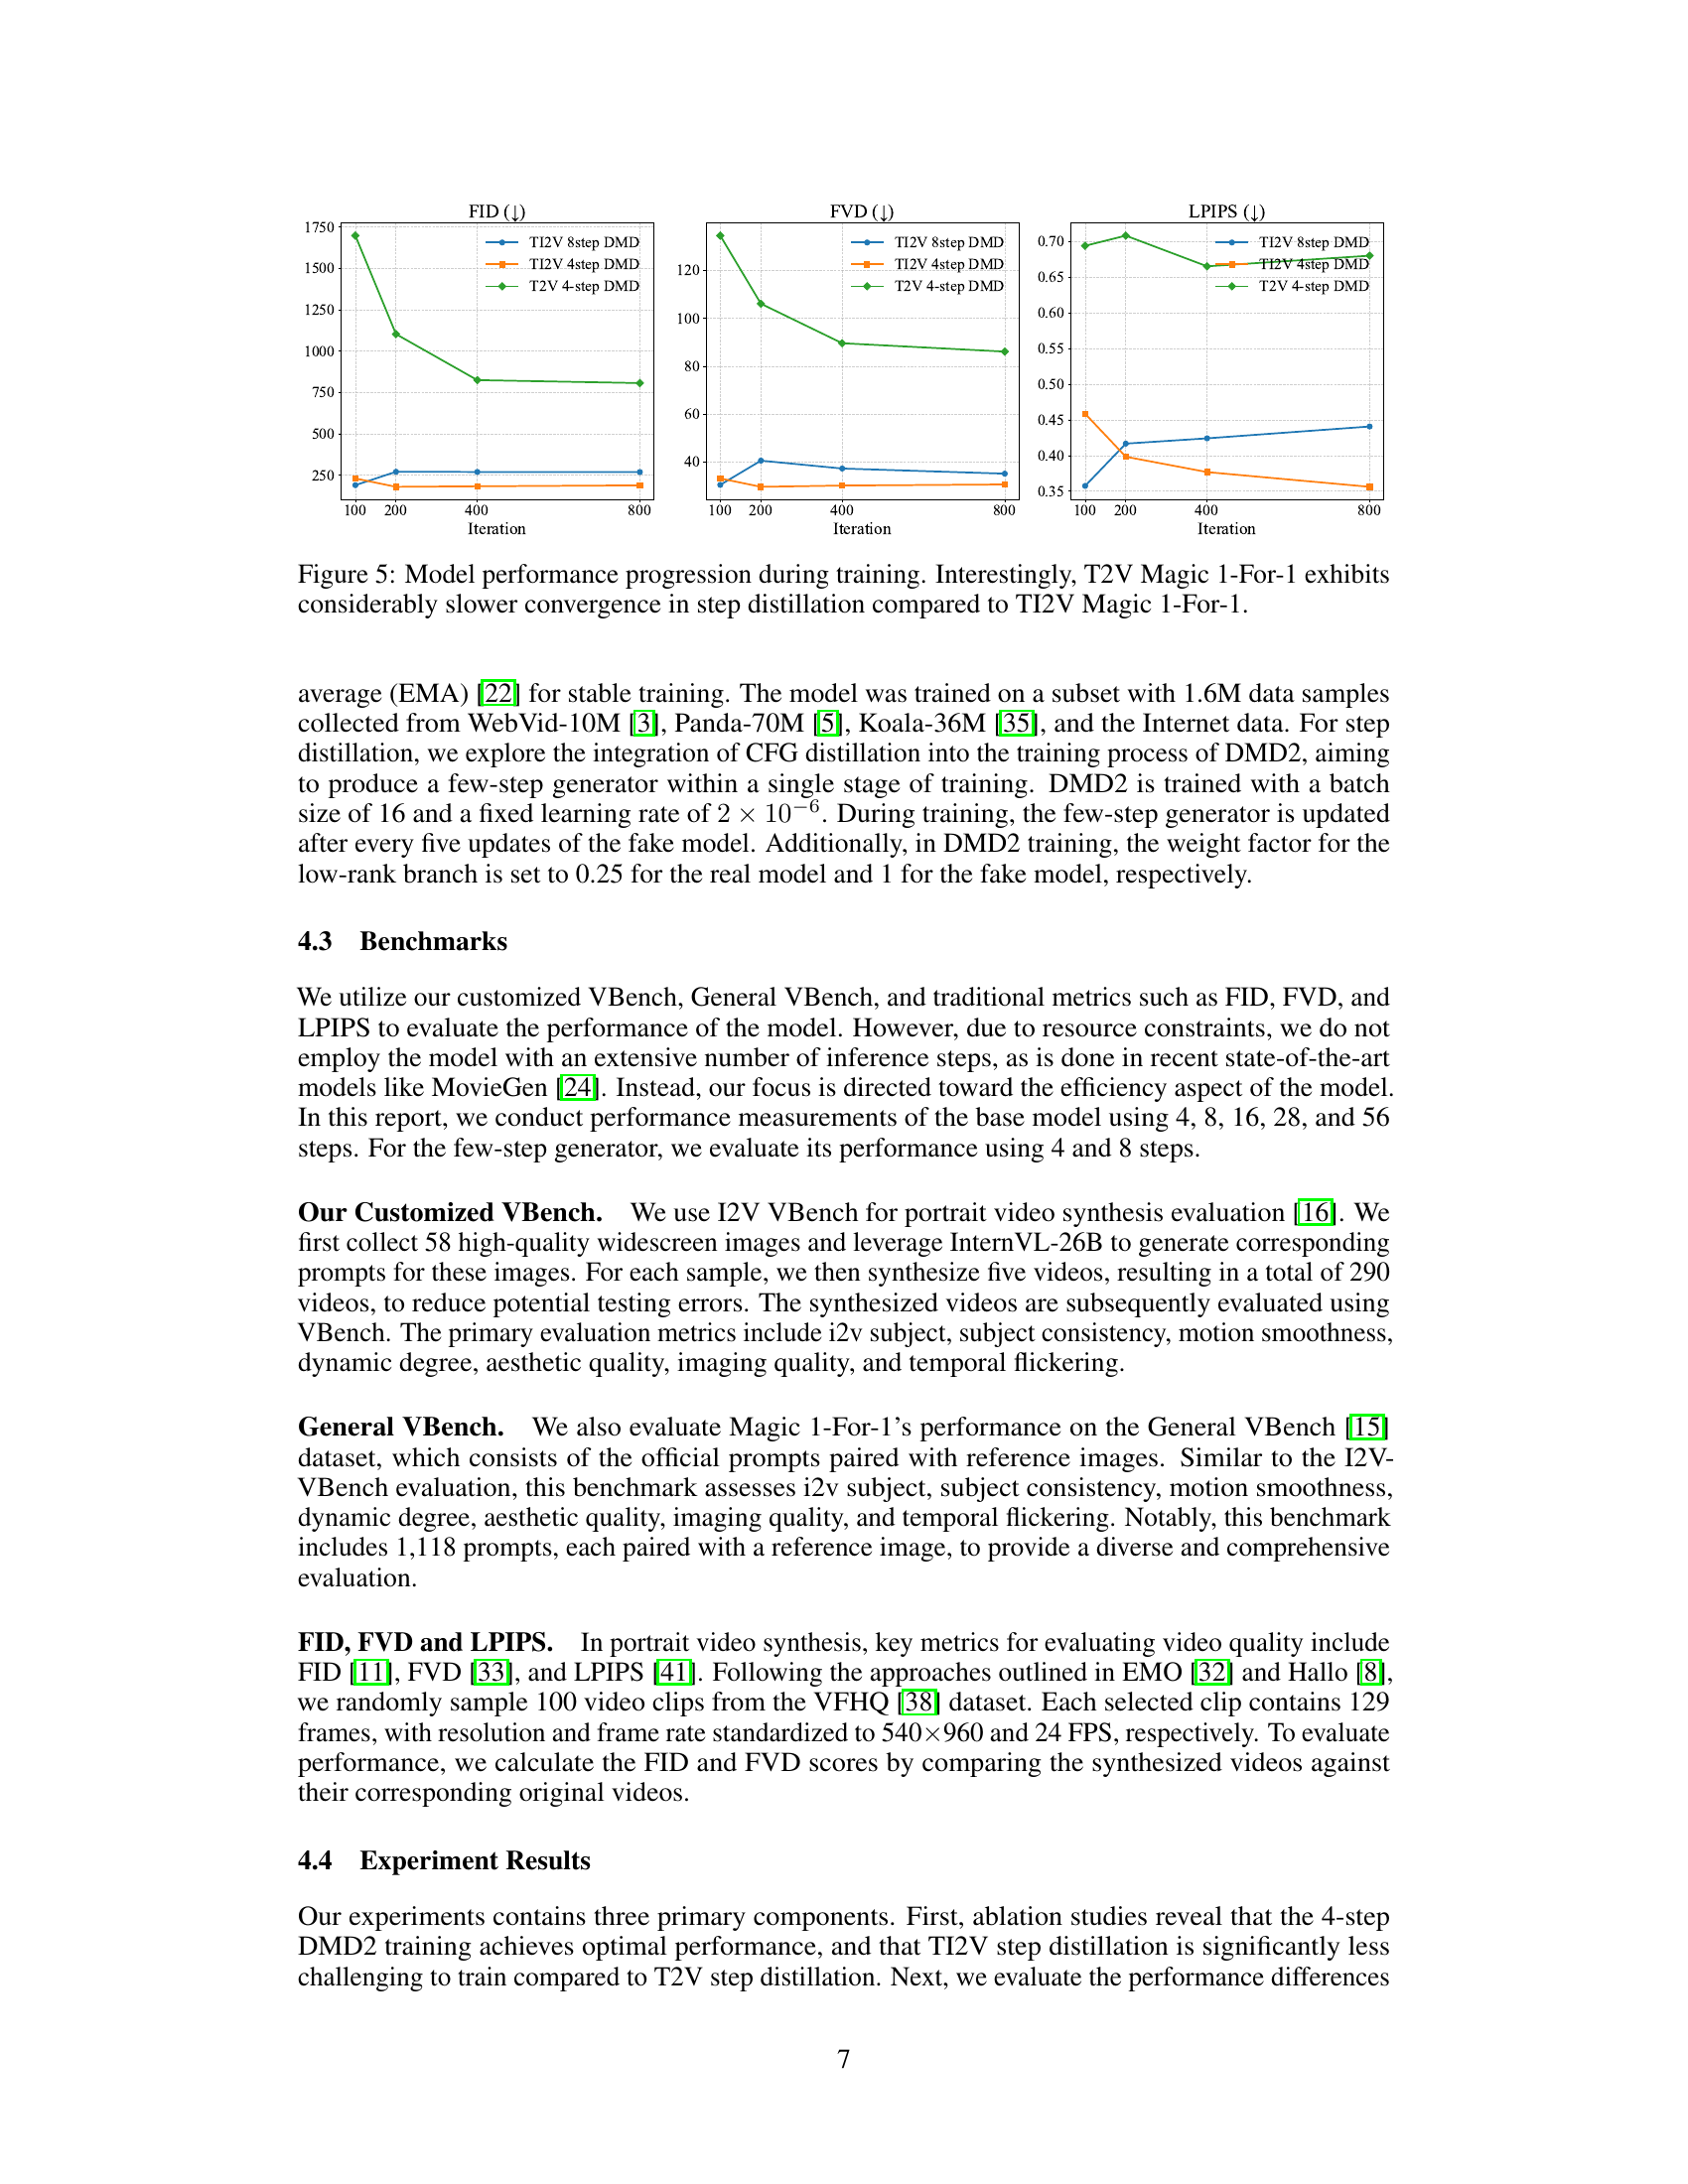 FID (↓)
1750
1500
1250
1000
750
500
250
TI2V 8step DMD
TI2V 4step DMD
T2V 4-step DMD
100 200 400 800
Iteration
FVD (↓)
120
100
80
60
40
TI2V 8step DMD
TI2V 4step DMD
T2V 4-step DMD
100 200 400 800
Iteration
LPIPS (↓)
0.70
0.65
0.60
0.55
0.50
0.45
0.40
0.35
TI2V 8step DMD
TI2V 4step DMD
T2V 4-step DMD
100 200 400 800
Iteration
Figure 5: Model performance progression during training. Interestingly, T2V Magic 1-For-1 exhibits
considerably slower convergence in step distillation compared to TI2V Magic 1-For-1.
average (EMA) [22] for stable training. The model was trained on a subset with 1.6M data samples
collected from WebVid-10M [3], Panda-70M [5], Koala-36M [35], and the Internet data. For step
distillation, we explore the integration of CFG distillation into the training process of DMD2, aiming
to produce a few-step generator within a single stage of training. DMD2 is trained with a batch
size of 16 and a fixed learning rate of 2 × 10⁻⁶. During training, the few-step generator is updated
after every five updates of the fake model. Additionally, in DMD2 training, the weight factor for the
low-rank branch is set to 0.25 for the real model and 1 for the fake model, respectively.
4.3 Benchmarks
We utilize our customized VBench, General VBench, and traditional metrics such as FID, FVD, and
LPIPS to evaluate the performance of the model. However, due to resource constraints, we do not
employ the model with an extensive number of inference steps, as is done in recent state-of-the-art
models like MovieGen [24]. Instead, our focus is directed toward the efficiency aspect of the model.
In this report, we conduct performance measurements of the base model using 4, 8, 16, 28, and 56
steps. For the few-step generator, we evaluate its performance using 4 and 8 steps.
Our Customized VBench. We use I2V VBench for portrait video synthesis evaluation [16]. We
first collect 58 high-quality widescreen images and leverage InternVL-26B to generate corresponding
prompts for these images. For each sample, we then synthesize five videos, resulting in a total of 290
videos, to reduce potential testing errors. The synthesized videos are subsequently evaluated using
VBench. The primary evaluation metrics include i2v subject, subject consistency, motion smoothness,
dynamic degree, aesthetic quality, imaging quality, and temporal flickering.
General VBench. We also evaluate Magic 1-For-1's performance on the General VBench [15]
dataset, which consists of the official prompts paired with reference images. Similar to the I2V-
VBench evaluation, this benchmark assesses i2v subject, subject consistency, motion smoothness,
dynamic degree, aesthetic quality, imaging quality, and temporal flickering. Notably, this benchmark
includes 1,118 prompts, each paired with a reference image, to provide a diverse and comprehensive
evaluation.
FID, FVD and LPIPS. In portrait video synthesis, key metrics for evaluating video quality include
FID [11], FVD [33], and LPIPS [41]. Following the approaches outlined in EMO [32] and Hallo [8],
we randomly sample 100 video clips from the VFHQ [38] dataset. Each selected clip contains 129
frames, with resolution and frame rate standardized to 540×960 and 24 FPS, respectively. To evaluate
performance, we calculate the FID and FVD scores by comparing the synthesized videos against
their corresponding original videos.
4.4 Experiment Results
Our experiments contains three primary components. First, ablation studies reveal that the 4-step
DMD2 training achieves optimal performance, and that TI2V step distillation is significantly less
challenging to train compared to T2V step distillation. Next, we evaluate the performance differences
7